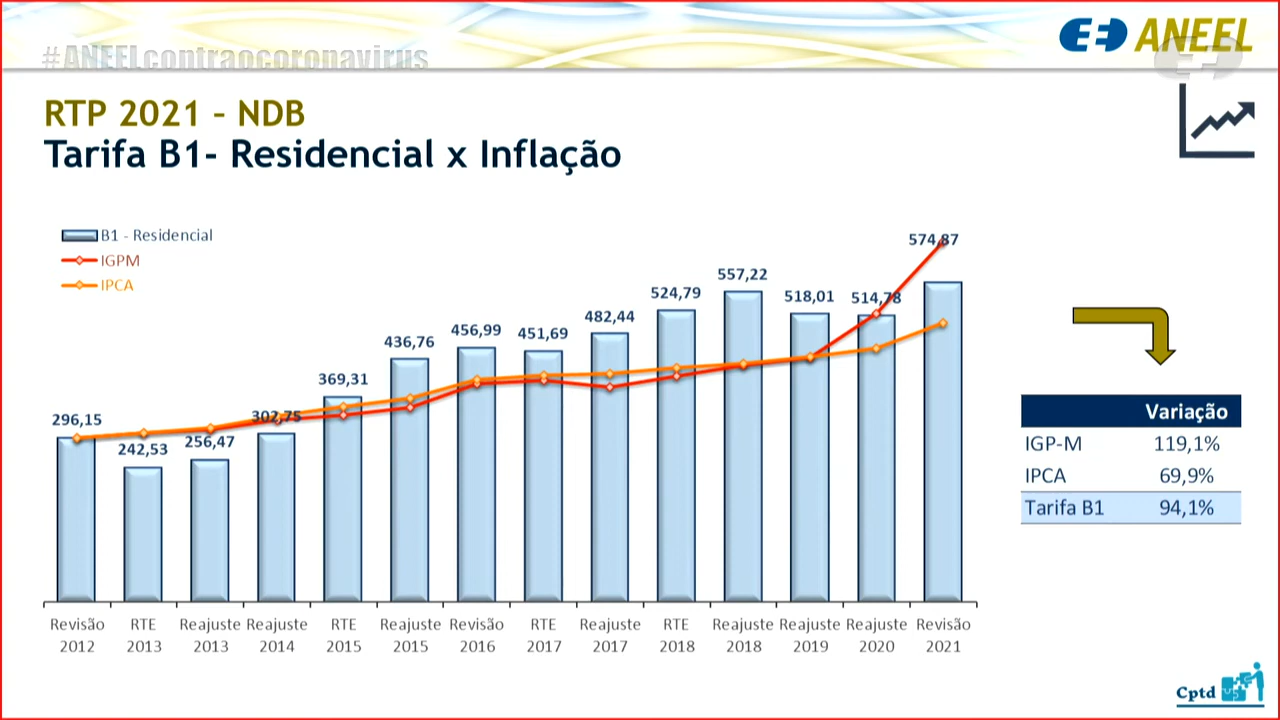 #ANEELcontraocoronavirus
ANEEL
RTP 2021 – NDB
Tarifa B1- Residencial x Inflação
B1 - Residencial
IGPM
IPCA
296,15
242,53
256,47
302,75
369,31
436,76
456,99
451,69
482,44
524,79
557,22
518,01
514,78
574,87
Revisão 2012
RTE 2013
Reajuste 2013
Reajuste 2014
RTE 2015
Reajuste 2015
Revisão 2016
RTE 2017
Reajuste 2017
RTE 2018
Reajuste 2018
Reajuste 2019
Reajuste 2020
Revisão 2021
Variação
IGP-M 119,1%
IPCA 69,9%
Tarifa B1 94,1%
Cptd